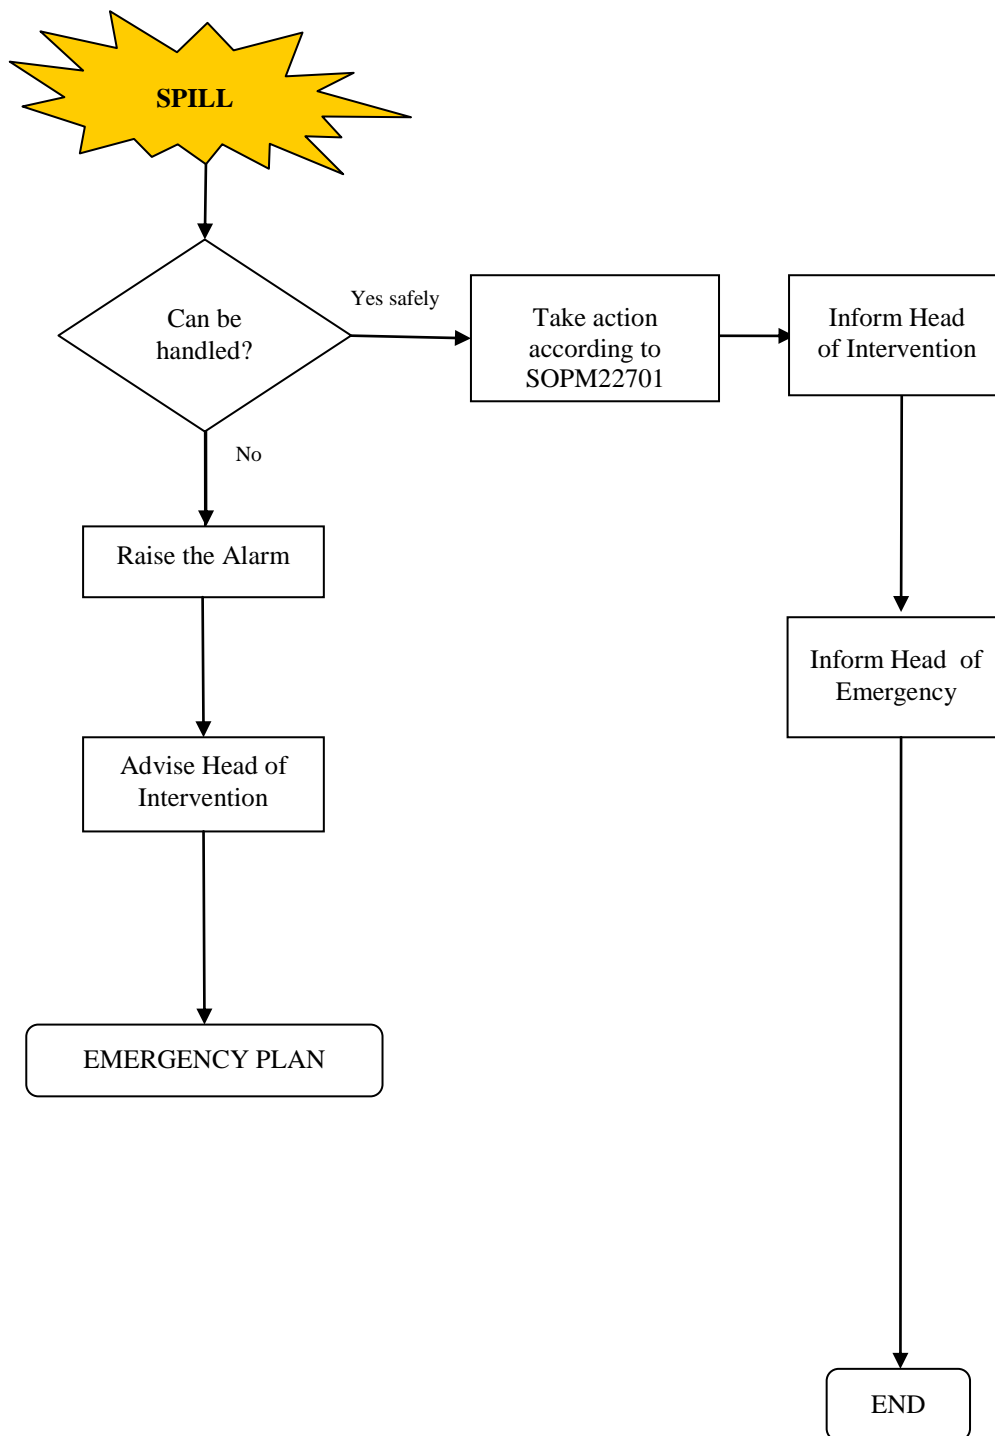 SPILL
Can be
handled?
Yes safely
Take action
according to
SOPM22701
Inform Head
of Intervention
No
Raise the Alarm
Inform Head  of
Emergency
Advise Head of
Intervention
EMERGENCY PLAN
END